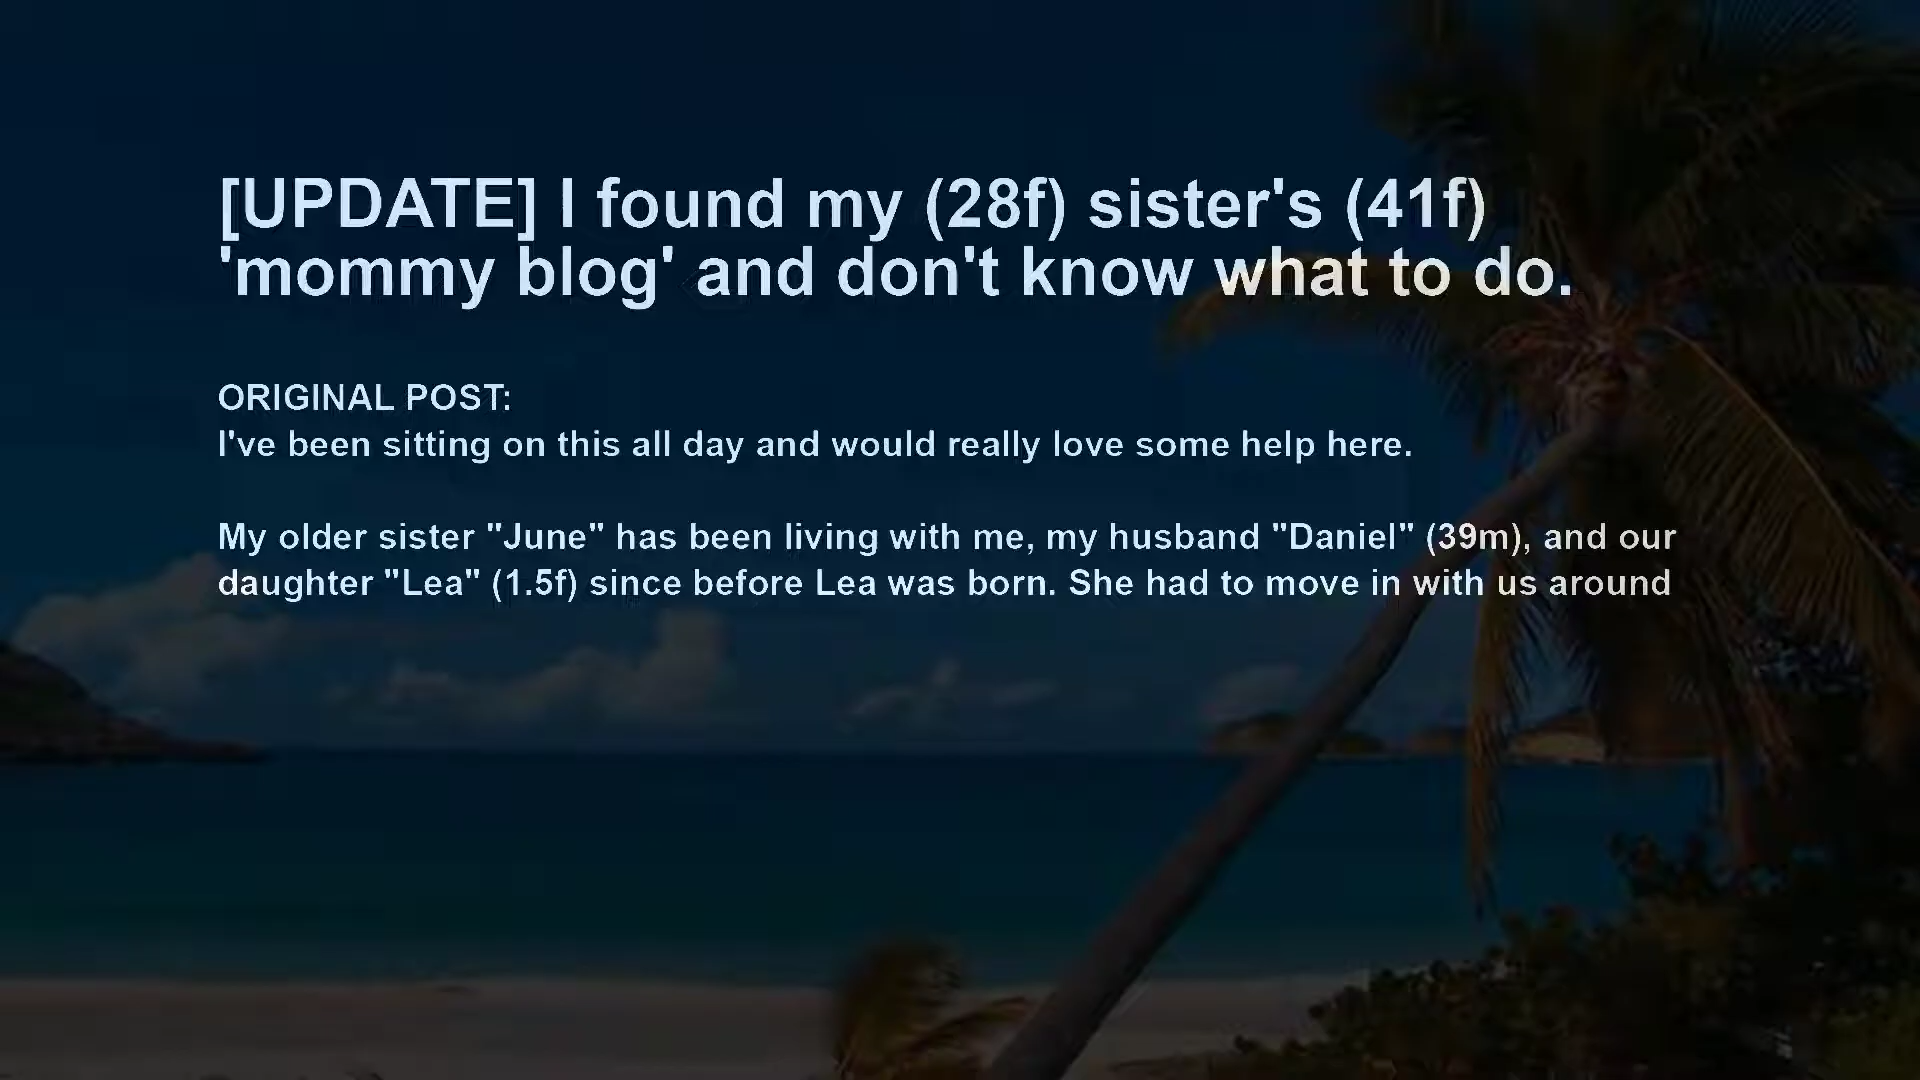 [UPDATE] I found my (28f) sister's (41f)
'mommy blog' and don't know what to do.
ORIGINAL POST:
I've been sitting on this all day and would really love some help here.
My older sister "June" has been living with me, my husband "Daniel" (39m), and our
daughter "Lea" (1.5f) since before Lea was born. She had to move in with us around